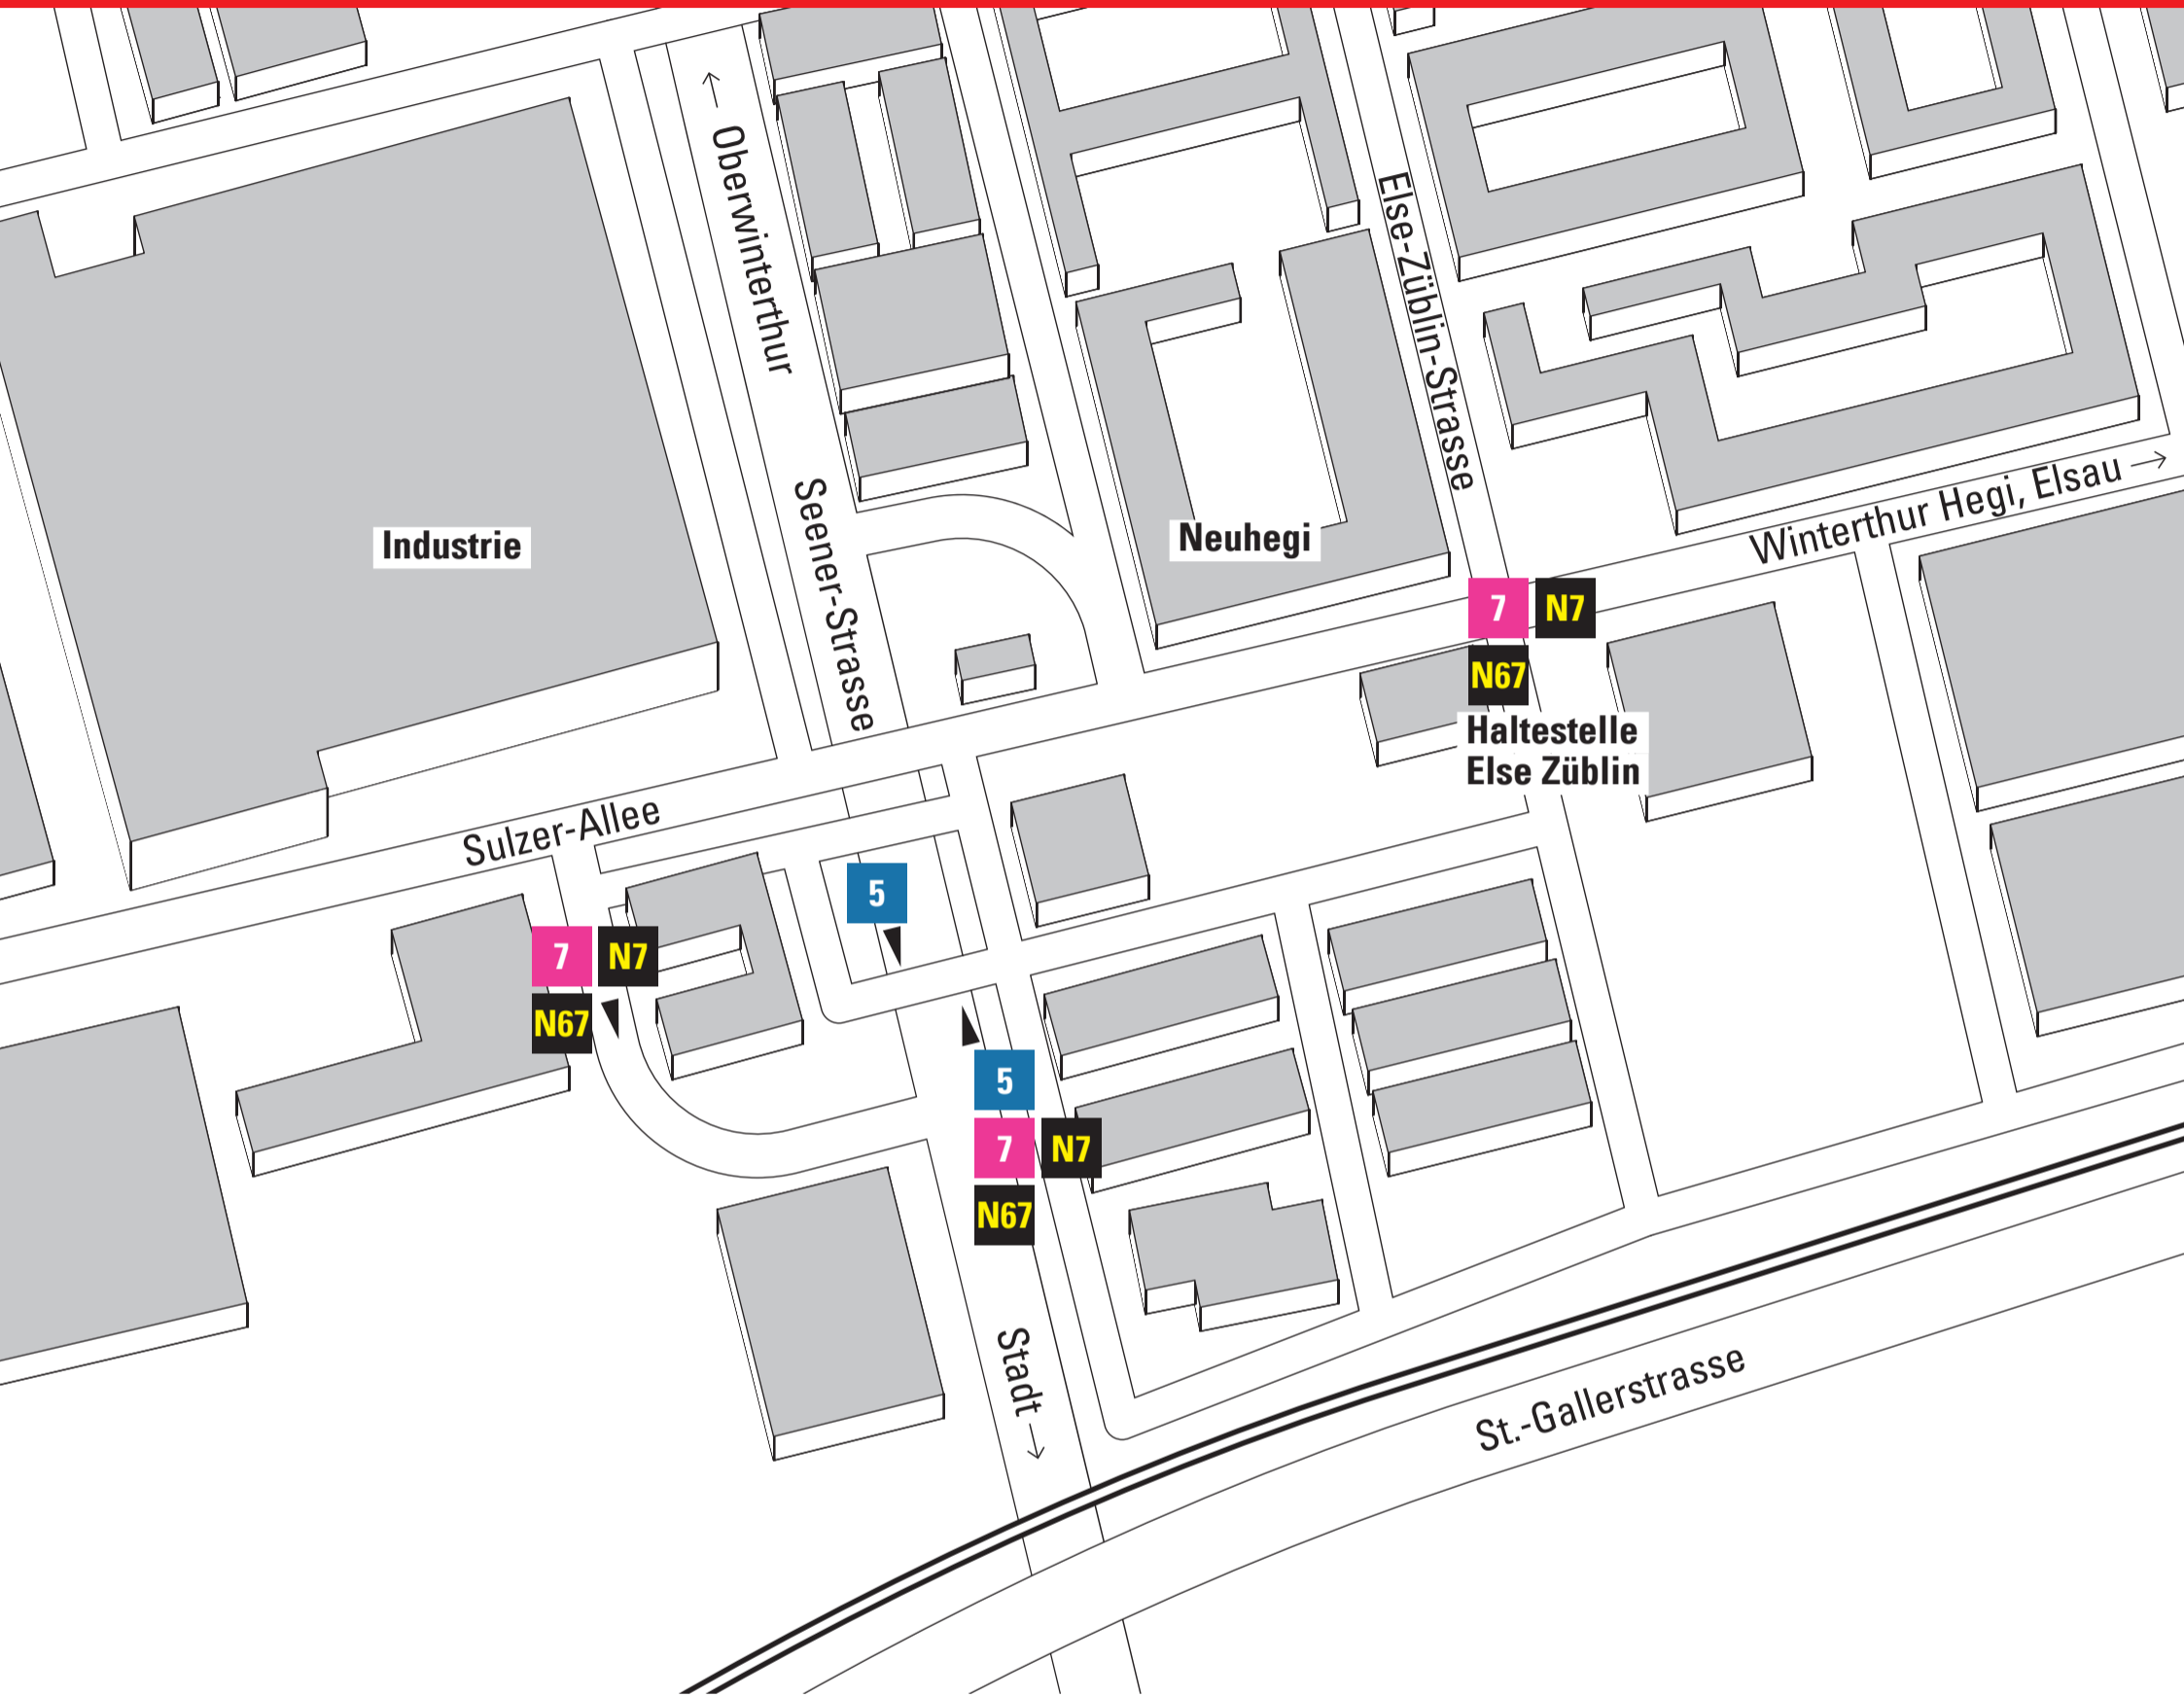 Oberwinterthur
Else-Züblin-Strasse
Winterthur Hegi, Elsau
Industrie
Neuhegi
Seener-Strasse
7 N7
N67
Haltestelle
Else Züblin
Sulzer-Allee
5
7 N7
N67
5
7 N7
N67
Stadt
St.-Gallerstrasse